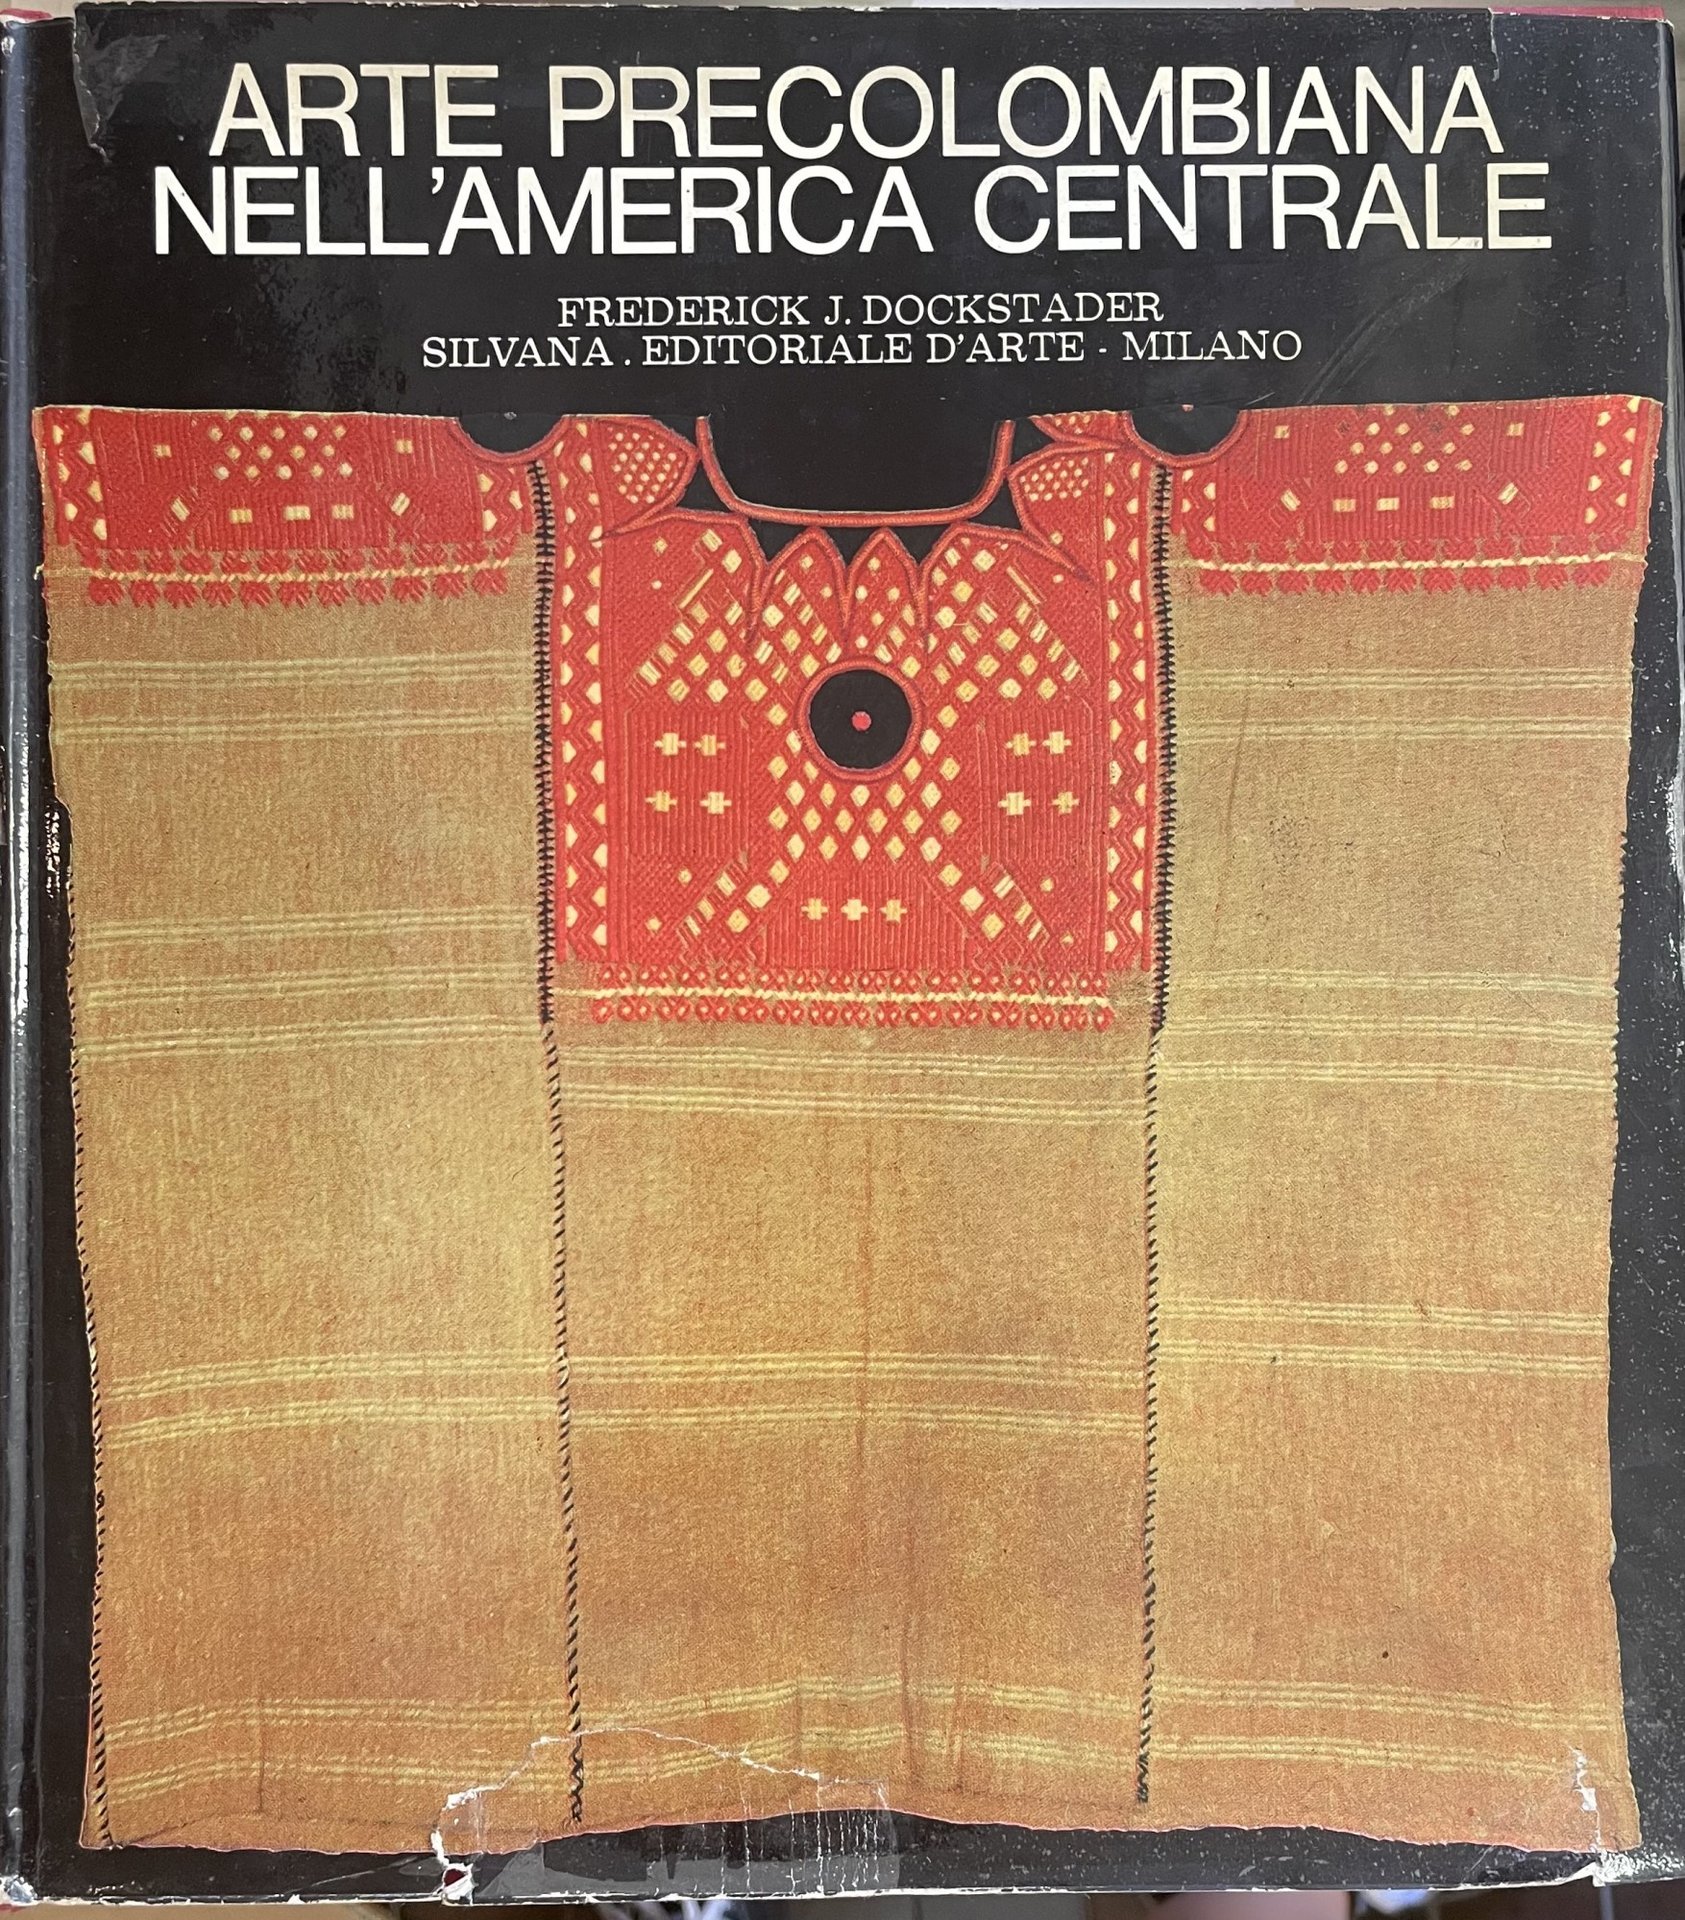 ARTE PRECOLOMBIANA
NELL'AMERICA CENTRALE
FREDERICK J. DOCKSTADER
SILVANA . EDITORIALE D'ARTE - MILANO